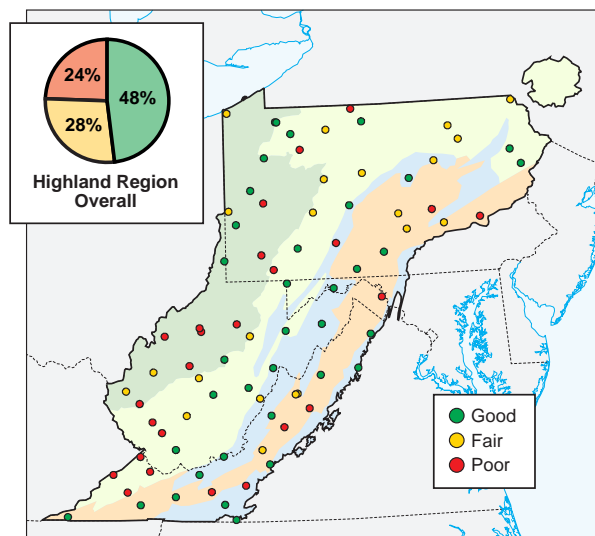 24%
48%
28%
Highland Region
Overall
Good
Fair
Poor